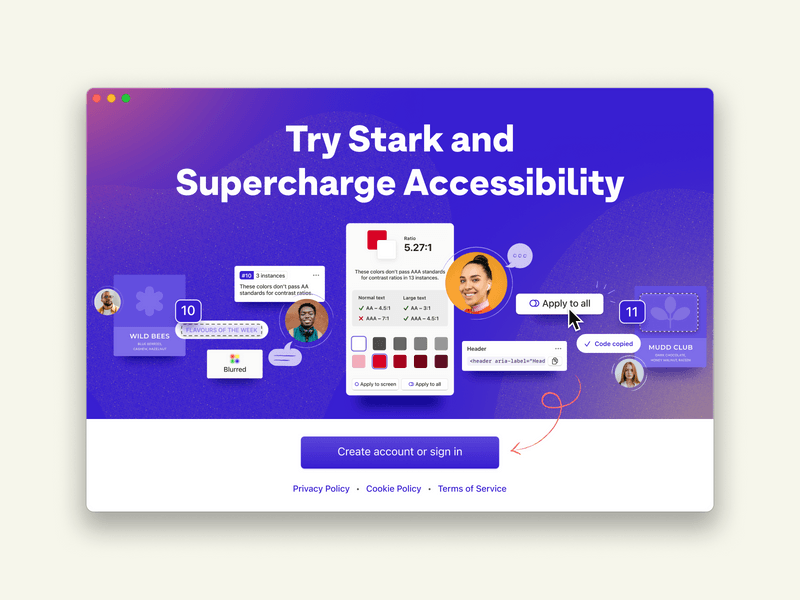 Try Stark and
Supercharge Accessibility
Ratio
5.27:1
These colors don't pass AAA standards
for contrast ratios in 13 instances.
Normal text
Large text
AA – 4.5/1
AA – 3/1
AAA – 7/1
AAA – 4.5/1
Apply to screen
Apply to all
#10 3 instances
These colors don't pass AA
standards for contrast ratios..
10
FLAVOURS OF THE WEEK
WILD BEES
BLUEBERRIES,
Blurred
Apply to all
11
Code copied
Header
<header aria-label="Head
MUDD CLUB
DARK CHOCOLATE,
Create account or sign in
Privacy Policy • Cookie Policy • Terms of Service